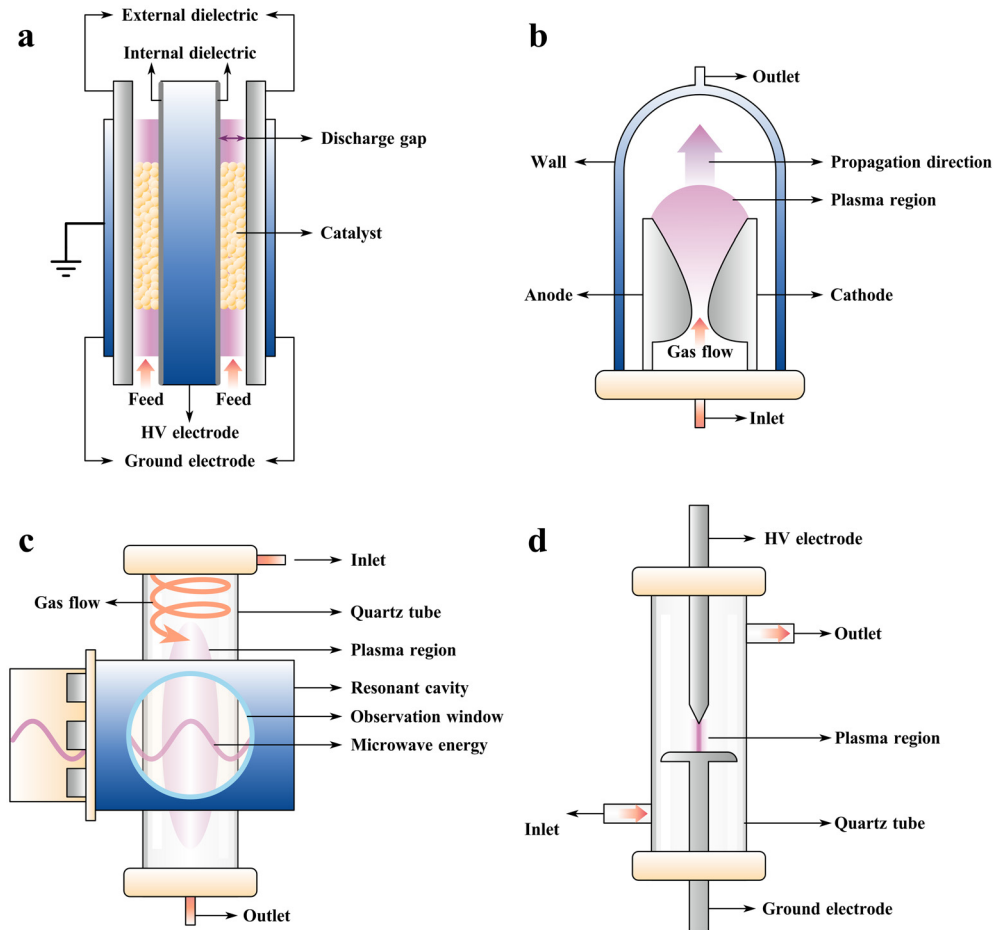 a
External dielectric
Internal dielectric
Discharge gap
Catalyst
Feed
Feed
HV electrode
Ground electrode
b
Outlet
Wall
Propagation direction
Plasma region
Anode
Cathode
Gas flow
Inlet
c
Inlet
Gas flow
Quartz tube
Plasma region
Resonant cavity
Observation window
Microwave energy
Outlet
d
HV electrode
Outlet
Plasma region
Inlet
Quartz tube
Ground electrode